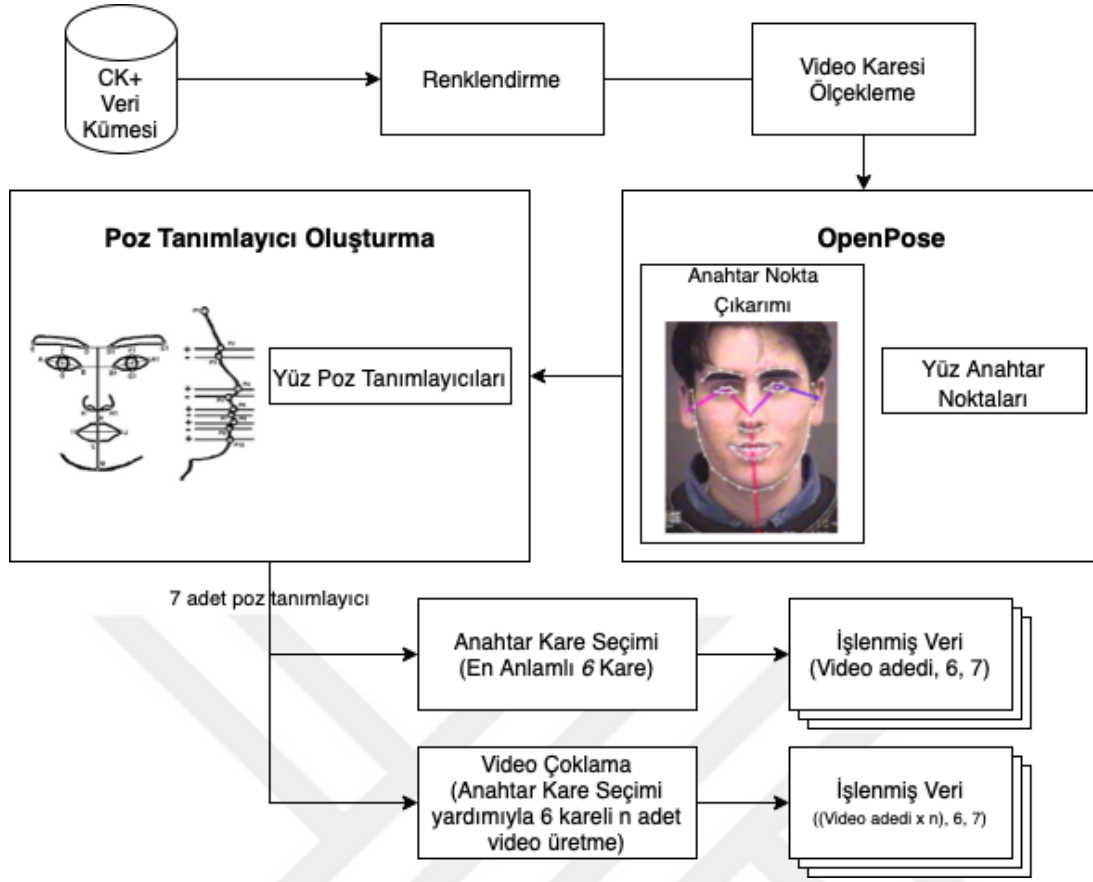 CK+
Veri
Kümesi
Renklendirme
Video Karesi
Ölçekleme
Poz Tanımlayıcı Oluşturma
Yüz Poz Tanımlayıcıları
OpenPose
Anahtar Nokta
Çıkarımı
Yüz Anahtar
Noktaları
7 adet poz tanımlayıcı
Anahtar Kare Seçimi
(En Anlamlı 6 Kare)
İşlenmiş Veri
(Video adedi, 6, 7)
Video Çoklama
(Anahtar Kare Seçimi
yardımıyla 6 kareli n adet
video üretme)
İşlenmiş Veri
((Video adedi x n), 6, 7)